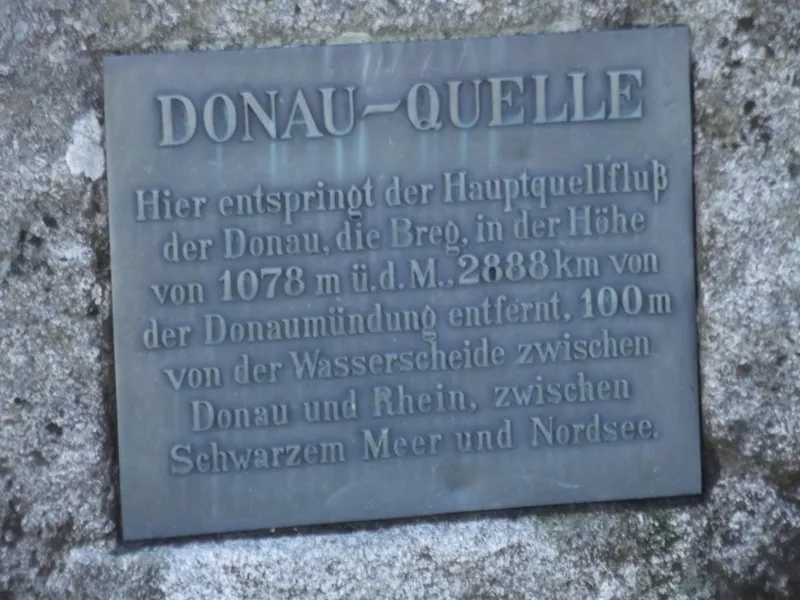 DONAU-QUELLE
Hier entspringt der Hauptquellfluß
der Donau, die Breg, in der Höhe
von 1078 m ü.d.M., 2888 km von
der Donaumündung entfernt, 100 m
von der Wasserscheide zwischen
Donau und Rhein, zwischen
Schwarzem Meer und Nordsee.